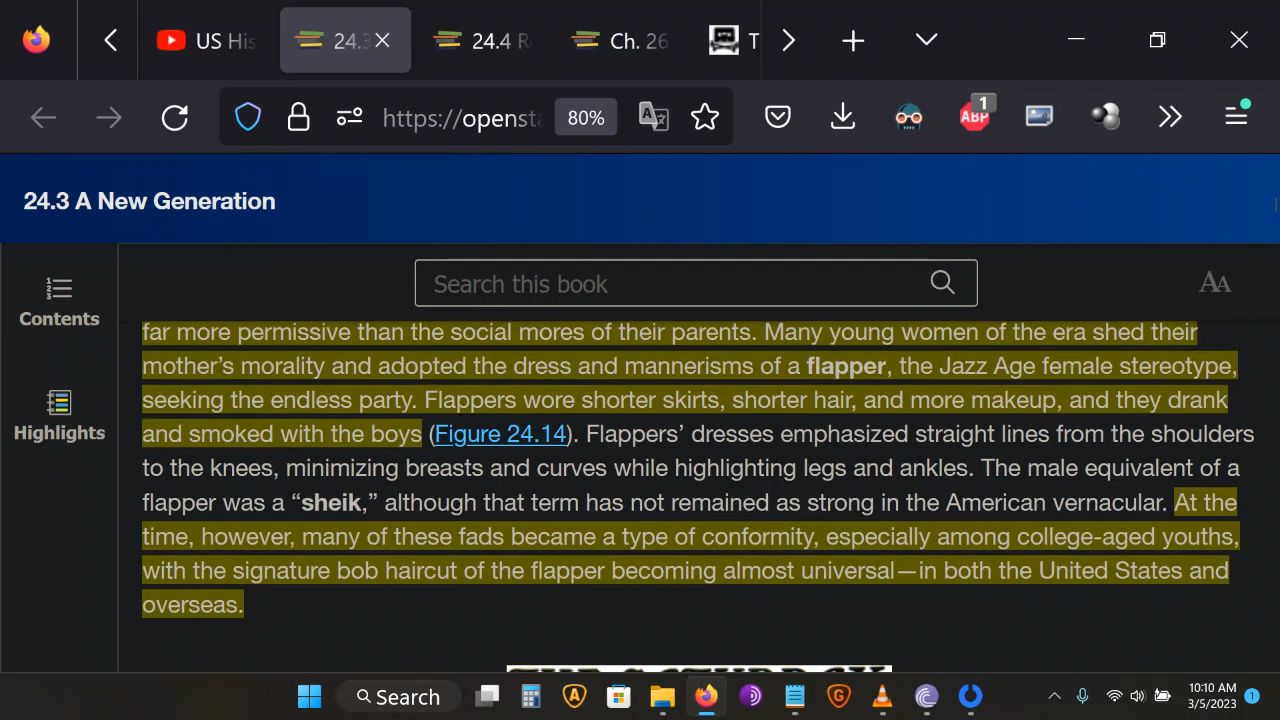 US His
24.3
24.4 R
Ch. 26
T
https://openst
80%
ABP
1
24.3 A New Generation
Contents
Highlights
Search this book
AA
far more permissive than the social mores of their parents. Many young women of the era shed their
mother's morality and adopted the dress and mannerisms of a flapper, the Jazz Age female stereotype,
seeking the endless party. Flappers wore shorter skirts, shorter hair, and more makeup, and they drank
and smoked with the boys (Figure 24.14). Flappers' dresses emphasized straight lines from the shoulders
to the knees, minimizing breasts and curves while highlighting legs and ankles. The male equivalent of a
flapper was a “sheik,” although that term has not remained as strong in the American vernacular. At the
time, however, many of these fads became a type of conformity, especially among college-aged youths,
with the signature bob haircut of the flapper becoming almost universal—in both the United States and
overseas.
Search
10:10 AM
3/5/2023
1